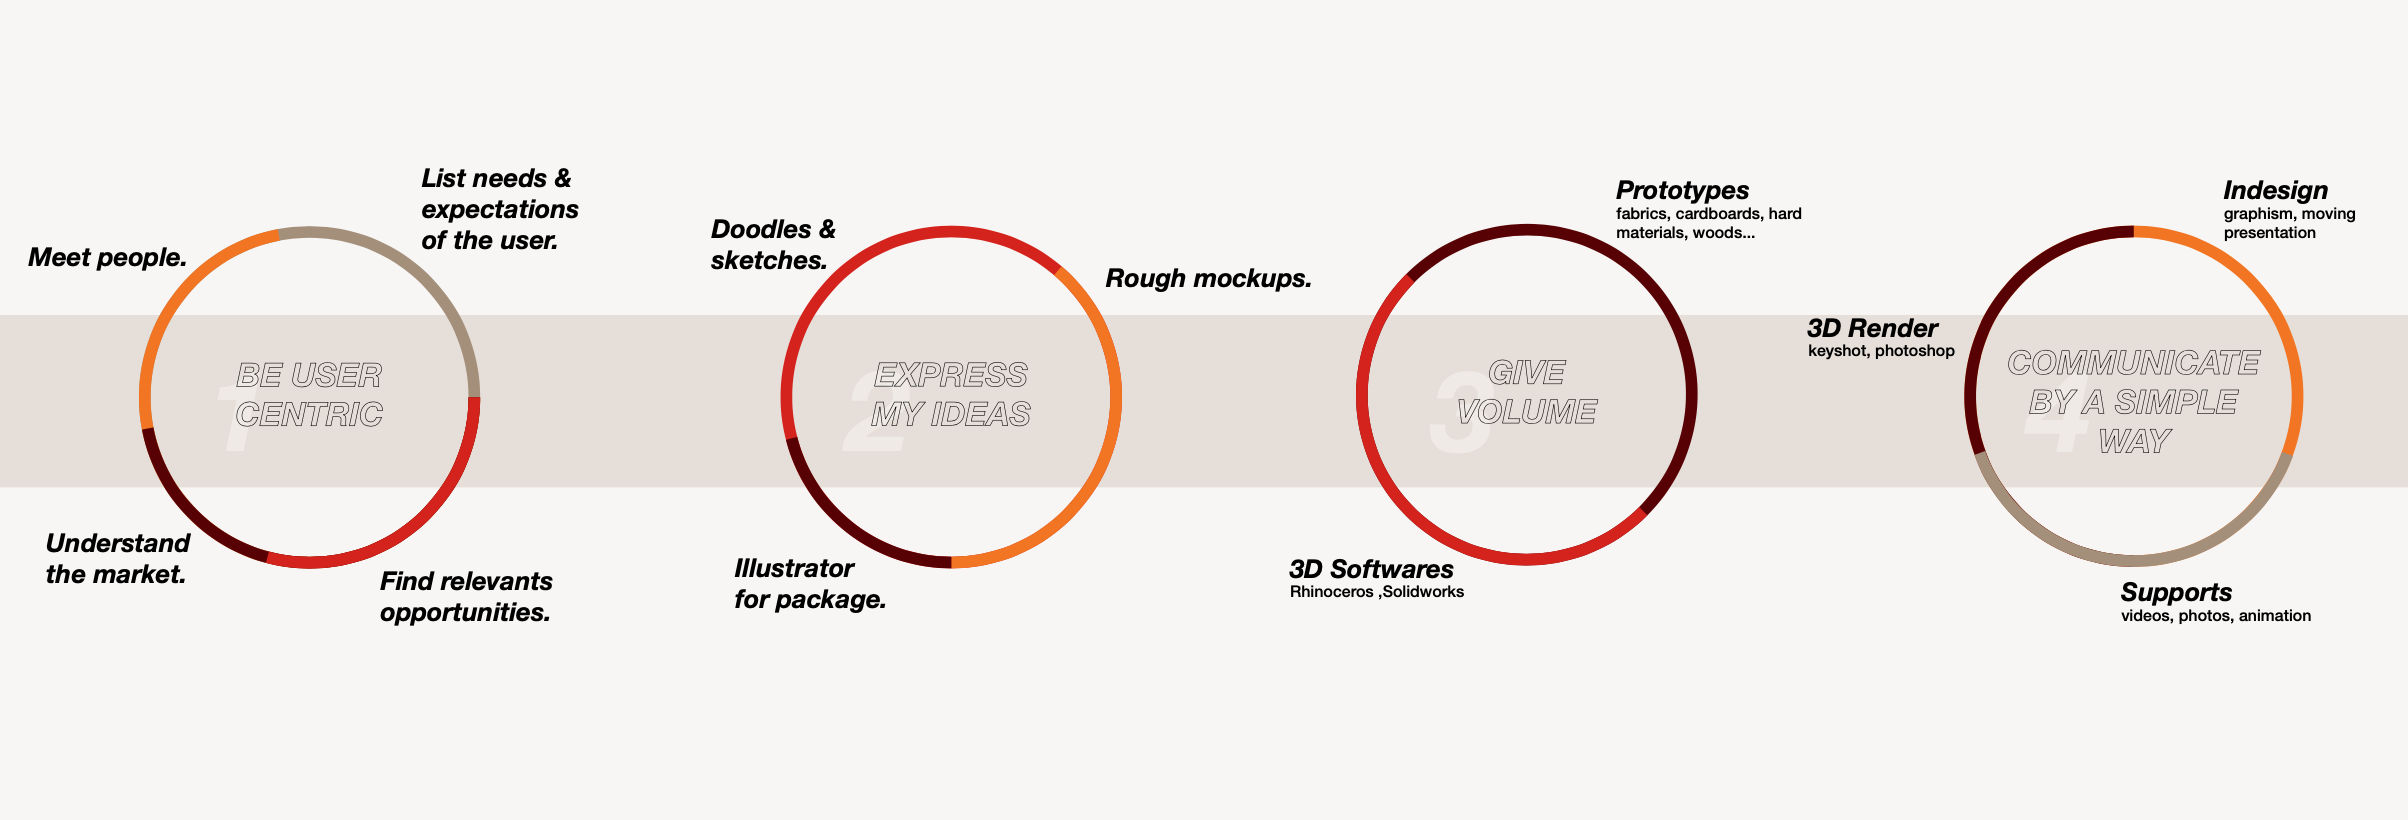 Meet people.
List needs &
expectations
of the user.
1
BE USER
CENTRIC
Understand
the market.
Find relevants
opportunities.
Doodles &
sketches.
Rough mockups.
2
EXPRESS
MY IDEAS
Illustrator
for package.
Prototypes
fabrics, cardboards, hard
materials, woods...
3
GIVE
VOLUME
3D Softwares
Rhinoceros ,Solidworks
Indesign
graphism, moving
presentation
3D Render
keyshot, photoshop
4
COMMUNICATE
BY A SIMPLE
WAY
Supports
videos, photos, animation